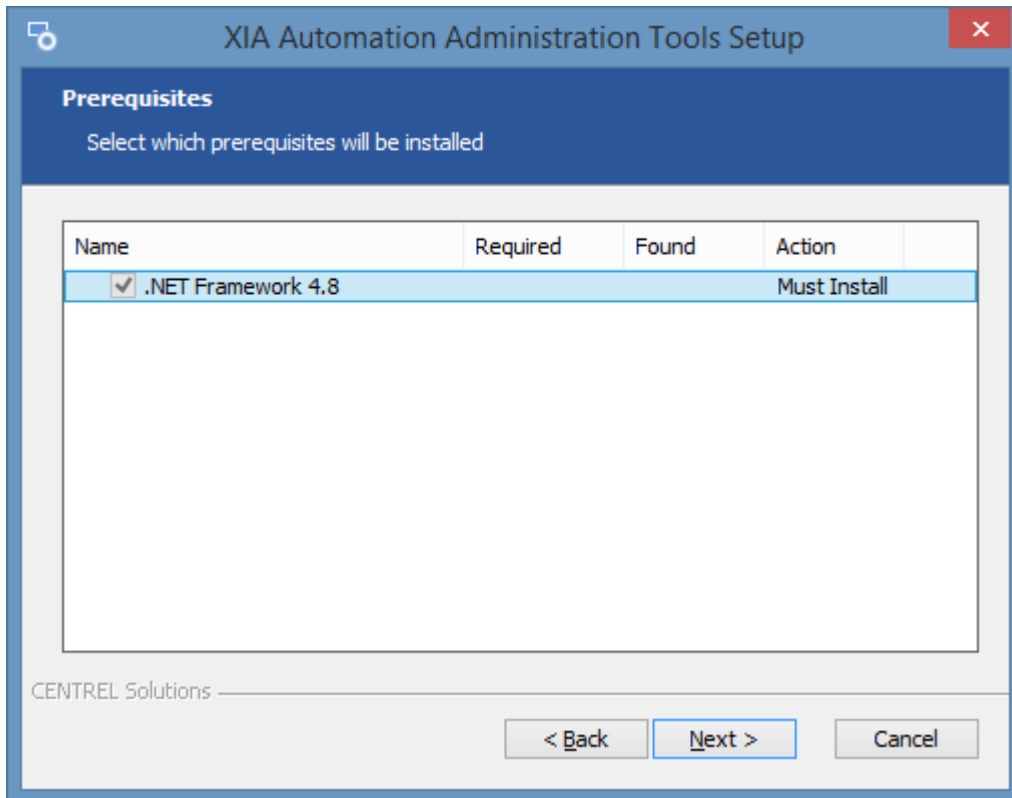 XIA Automation Administration Tools Setup
Prerequisites
Select which prerequisites will be installed
Name Required Found Action
.NET Framework 4.8 Must Install
CENTREL Solutions
< Back Next > Cancel